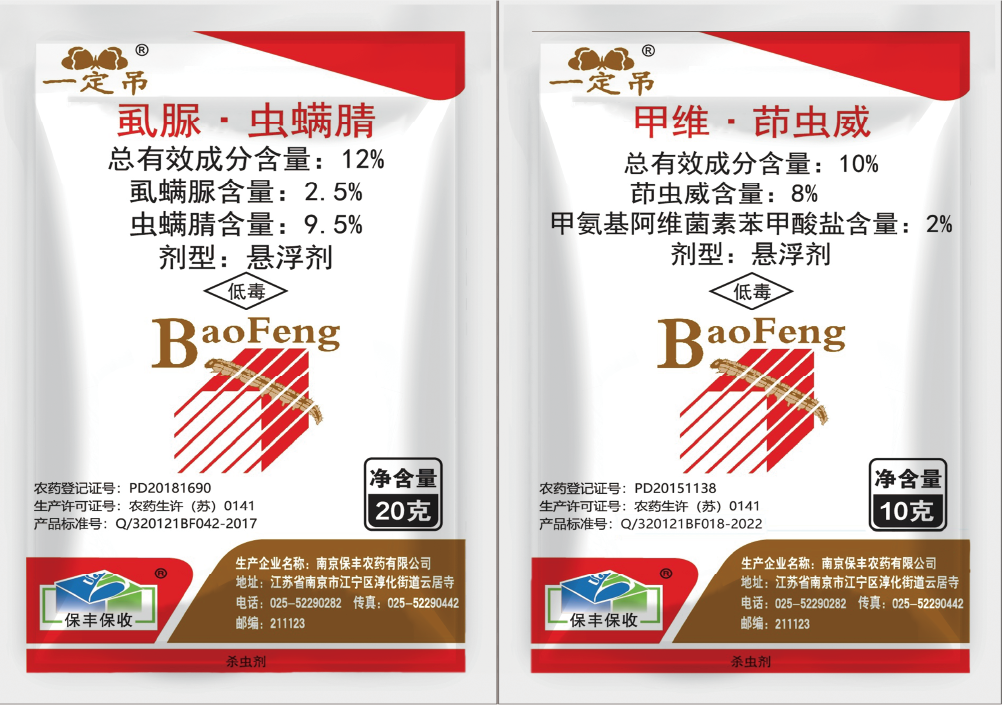 一定吊®
虱脲·虫螨腈
总有效成分含量：12%
虱螨脲含量：2.5%
虫螨腈含量：9.5%
剂型：悬浮剂
低毒
BaoFeng
农药登记证号：PD20181690
生产许可证号：农药生许（苏）0141
产品标准号：Q/320121BF042-2017
净含量
20克
®
保丰保收
生产企业名称：南京保丰农药有限公司
地址：江苏省南京市江宁区淳化街道云居寺
电话：025-52290282 传真：025-52290442
邮编：211123
杀虫剂
一定吊®
甲维·茚虫威
总有效成分含量：10%
茚虫威含量：8%
甲氨基阿维菌素苯甲酸盐含量：2%
剂型：悬浮剂
低毒
BaoFeng
农药登记证号：PD20151138
生产许可证号：农药生许（苏）0141
产品标准号：Q/320121BF018-2022
净含量
10克
®
保丰保收
生产企业名称：南京保丰农药有限公司
地址：江苏省南京市江宁区淳化街道云居寺
电话：025-52290282 传真：025-52290442
邮编：211123
杀虫剂